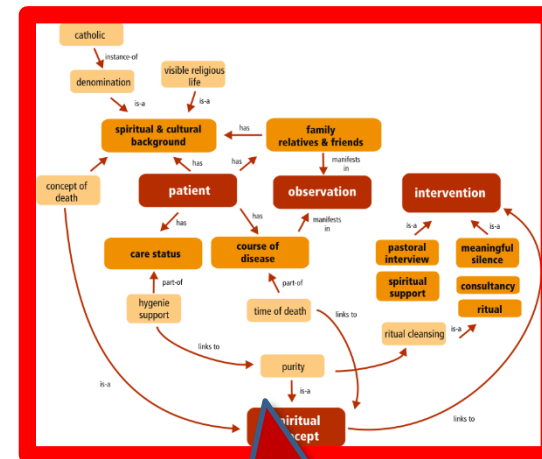 catholic
instance-of
denomination
visible religious
life
is-a
is-a
spiritual & cultural
background
has
family
relatives & friends
has
has
manifests
in
concept of
death
patient
observation
intervention
has
has
manifests
in
is-a
is-a
care status
course of
disease
pastoral
interview
meaningful
silence
part-of
part-of
spiritual
support
consultancy
hygenie
support
time of death
links to
ritual
ritual cleansing
is-a
links to
purity
is-a
is-a
links to